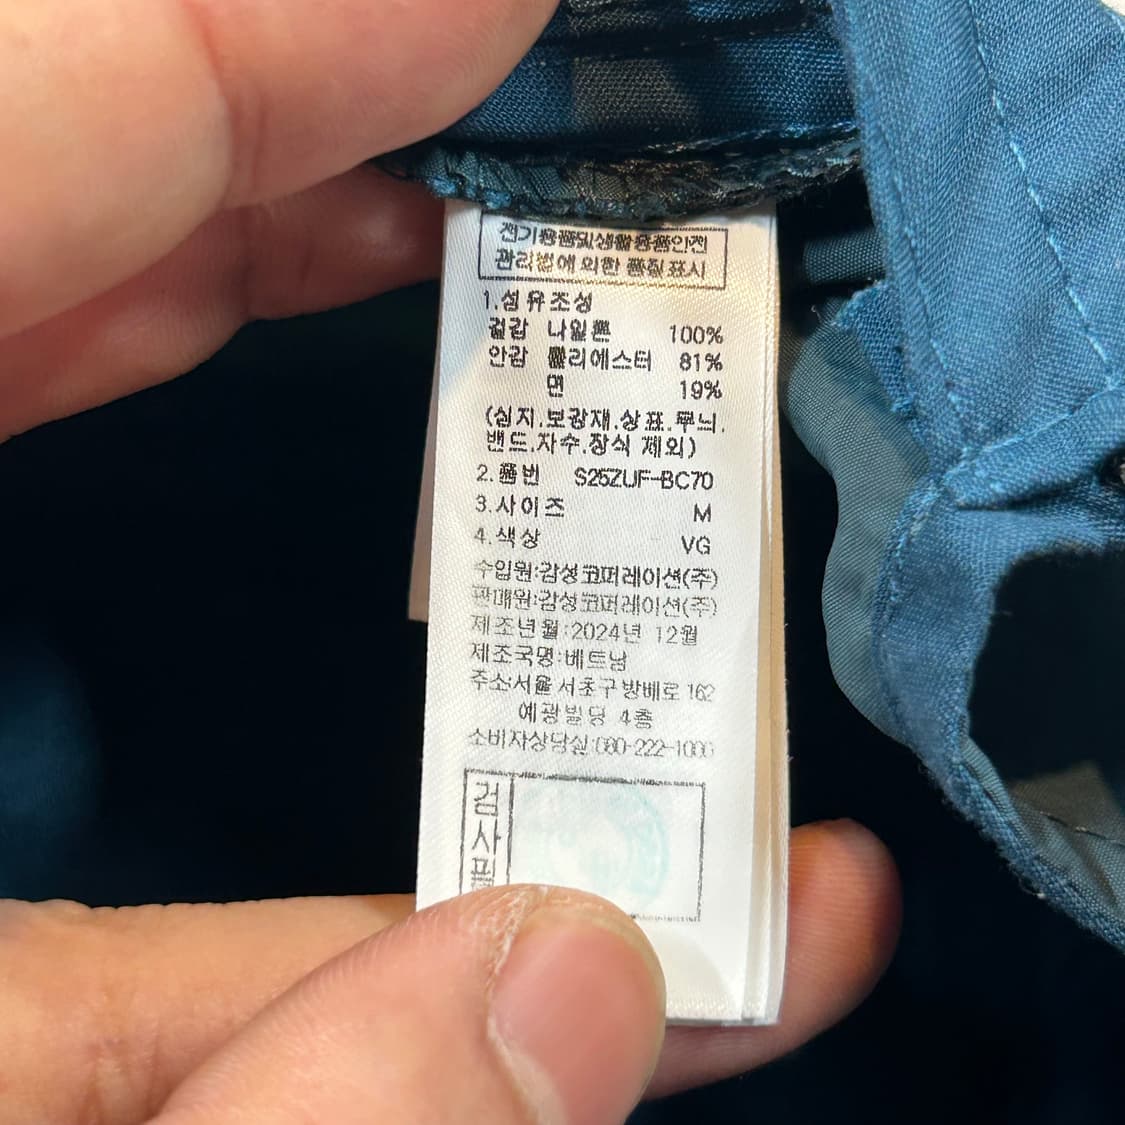 전기용품및생활용품안전
관리법에 의한 품질표시
1.섬유조성
겉감 나일론 100%
안감 폴리에스터 81%
면 19%
(심지.보강재.상표.무늬.
밴드.자수.장식 제외)
2.품번 S25ZUF-BC70
3.사이즈 M
4.색상 VG
수입원:감성코퍼레이션(주)
판매원:감성코퍼레이션(주)
제조년월:2024년 12월
제조국명:베트남
주소:서울 서초구 방배로 162
예광빌딩 4층
소비자상담실:080-222-1000
검사필